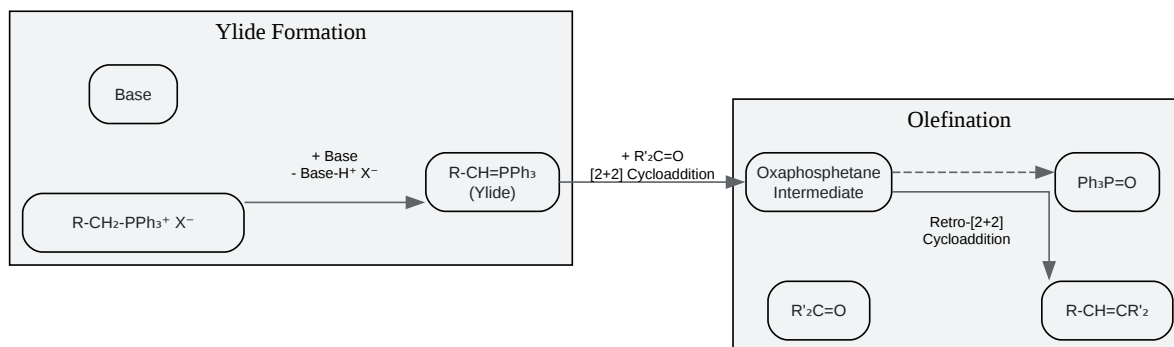 Ylide Formation
Base
+ Base
- Base-H⁺ X⁻
R-CH₂-PPh₃⁺ X⁻
R-CH=PPh₃
(Ylide)
+ R'₂C=O
[2+2] Cycloaddition
Olefination
Oxaphosphetane
Intermediate
Ph₃P=O
Retro-[2+2]
Cycloaddition
R'₂C=O
R-CH=CR'₂